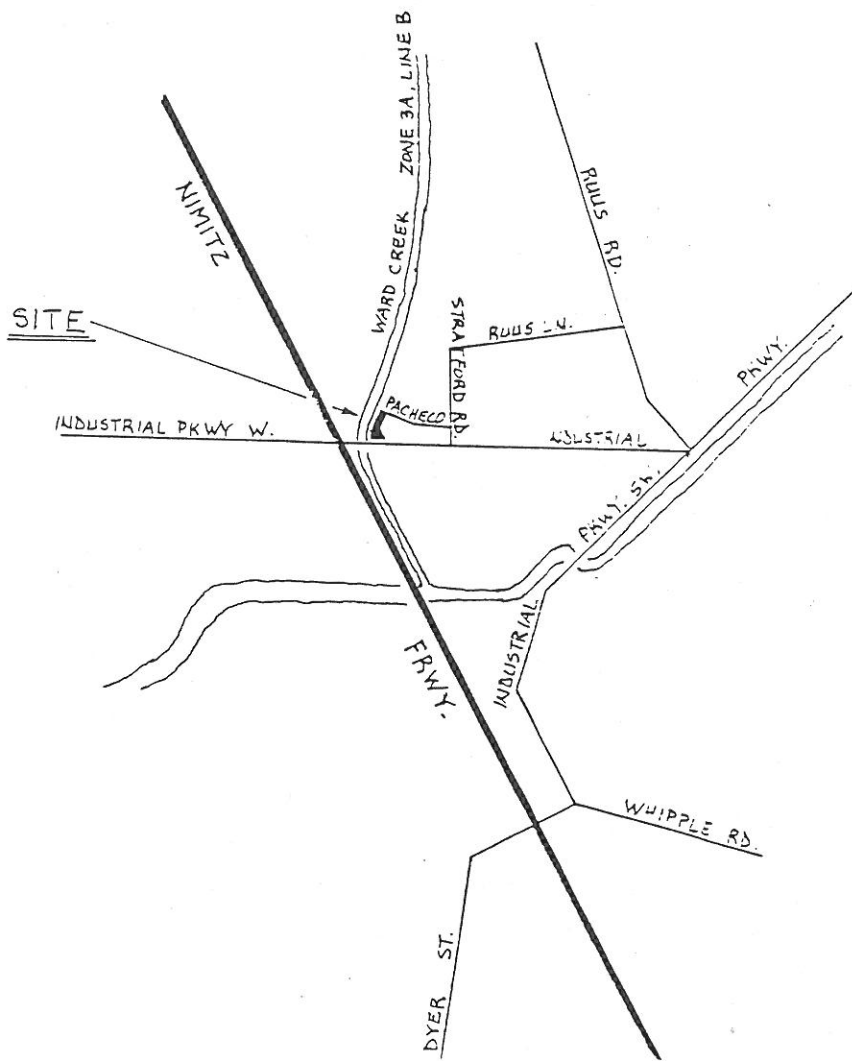 ZONE 3A, LINE B
WARD CREEK
NIMITZ
RUUS RD.
SITE
STRATFORD RD.
RUUS LN.
PKWY.
PACHECO
INDUSTRIAL PKWY W.
INDUSTRIAL
PKWY. SW.
INDUSTRIAL
FRWY.
WHIPPLE RD.
DYER ST.